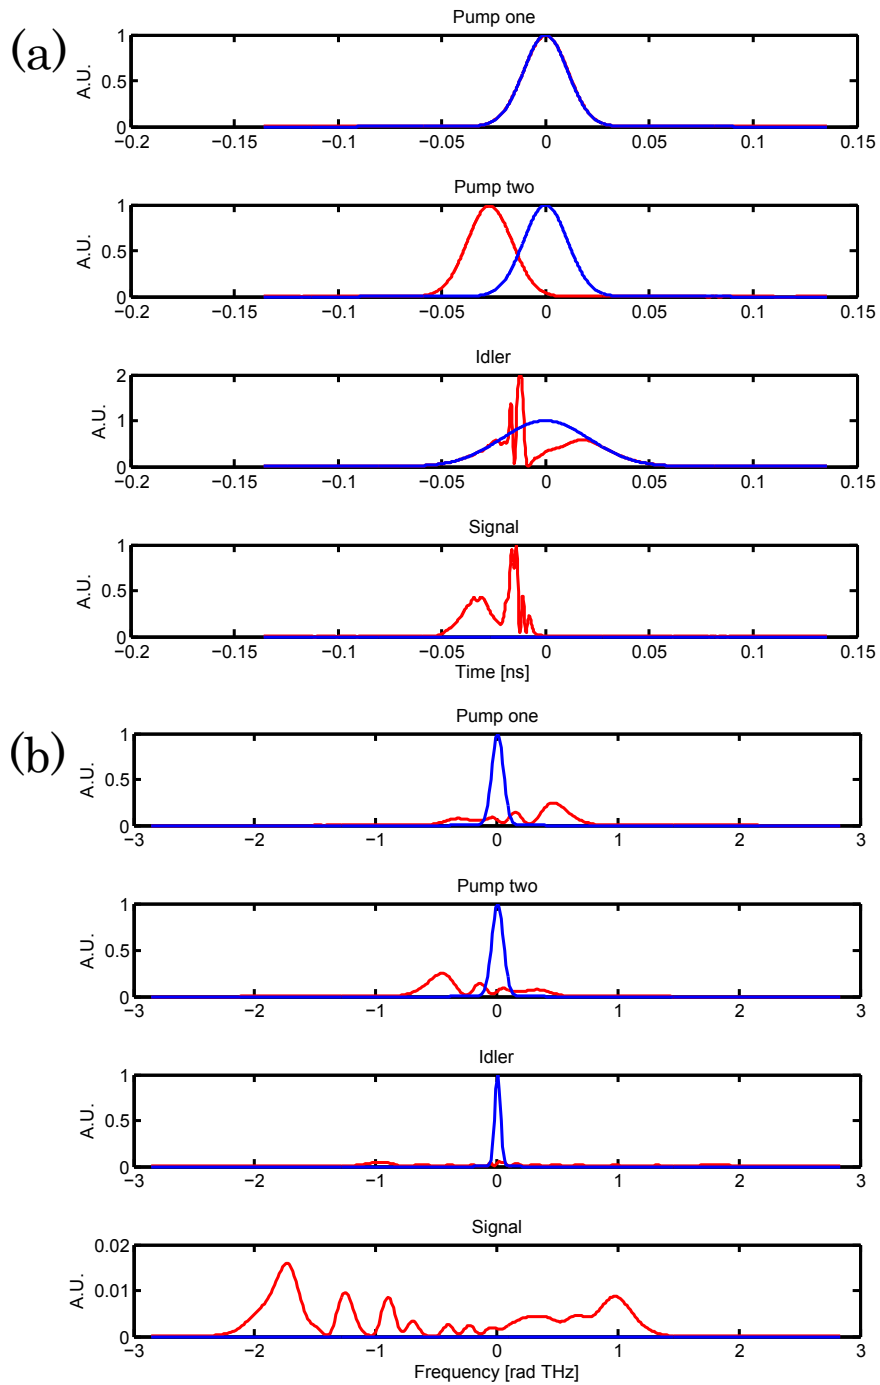 (a)
Pump one
A.U.
1
0.5
0
−0.2 −0.15 −0.1 −0.05 0 0.05 0.1 0.15
Pump two
A.U.
1
0.5
0
−0.2 −0.15 −0.1 −0.05 0 0.05 0.1 0.15
Idler
A.U.
2
1
0
−0.2 −0.15 −0.1 −0.05 0 0.05 0.1 0.15
Signal
A.U.
1
0.5
0
−0.2 −0.15 −0.1 −0.05 0 0.05 0.1 0.15
Time [ns]
(b)
Pump one
A.U.
1
0.5
0
−3 −2 −1 0 1 2 3
Pump two
A.U.
1
0.5
0
−3 −2 −1 0 1 2 3
Idler
A.U.
1
0.5
0
−3 −2 −1 0 1 2 3
Signal
A.U.
0.02
0.01
0
−3 −2 −1 0 1 2 3
Frequency [rad THz]